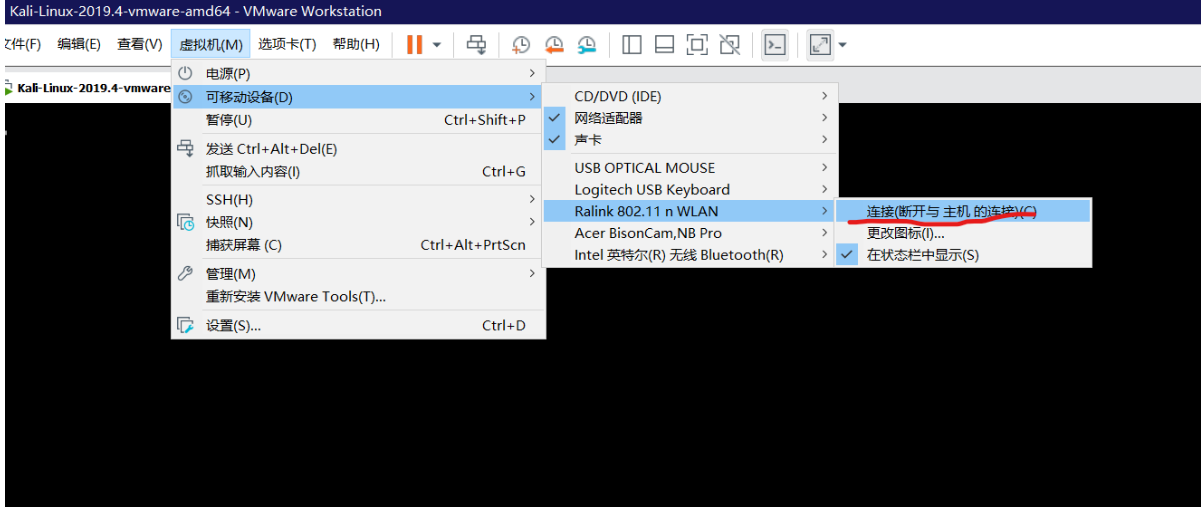 Kali-Linux-2019.4-vmware-amd64 - VMware Workstation
文件(F) 编辑(E) 查看(V) 虚拟机(M) 选项卡(T) 帮助(H)
Kali-Linux-2019.4-vmware
电源(P)
可移动设备(D)
暂停(U) Ctrl+Shift+P
发送 Ctrl+Alt+Del(E)
抓取输入内容(I) Ctrl+G
SSH(H)
快照(N)
捕获屏幕 (C) Ctrl+Alt+PrtScn
管理(M)
重新安装 VMware Tools(T)...
设置(S)... Ctrl+D
CD/DVD (IDE)
网络适配器
声卡
USB OPTICAL MOUSE
Logitech USB Keyboard
Ralink 802.11 n WLAN
Acer BisonCam,NB Pro
Intel 英特尔(R) 无线 Bluetooth(R)
连接(断开与 主机 的连接)(C)
更改图标(I)...
在状态栏中显示(S)